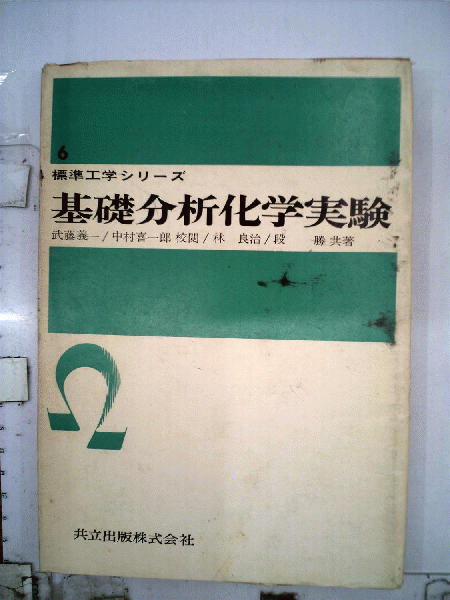 6
標準工学シリーズ
基礎分析化学実験
武藤義一/中村喜一郎 校閲/林 良治/段 勝 共著
共立出版株式会社